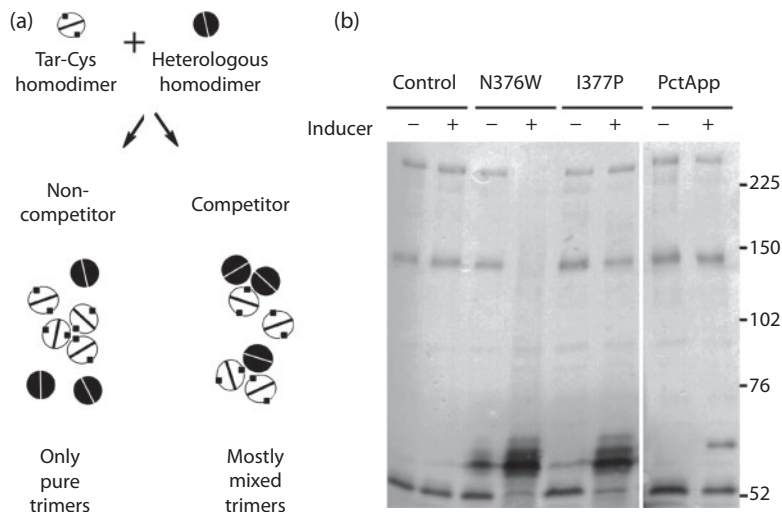 (a)
+
Tar-Cys
homodimer
Heterologous
homodimer
Non-
competitor
Competitor
Only
pure
trimers
Mostly
mixed
trimers
(b)
Control N376W I377P PctApp
Inducer – + – + – + – +
225
150
102
76
52